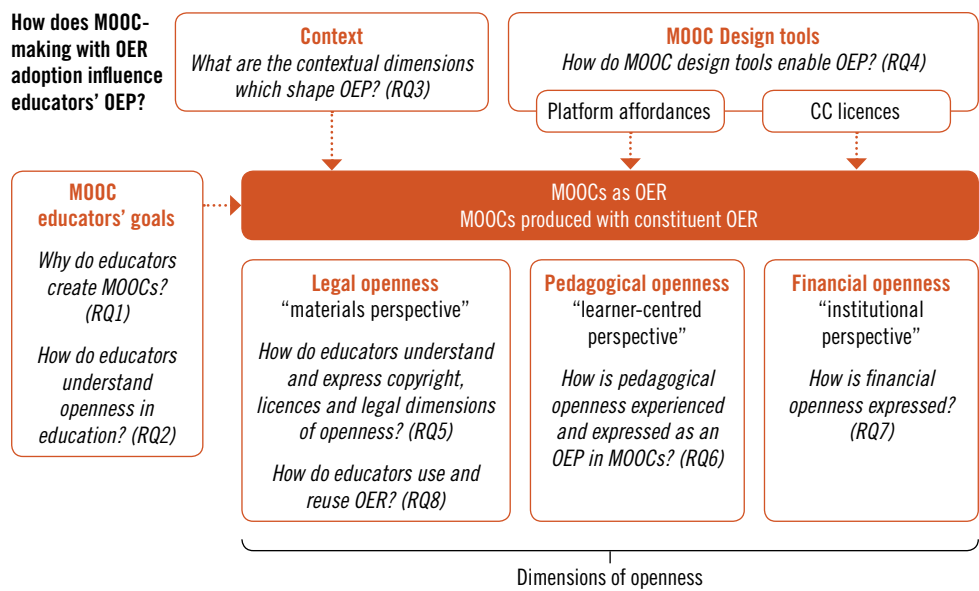 How does MOOC-
making with OER
adoption influence
educators' OEP?
Context
What are the contextual dimensions
which shape OEP? (RQ3)
MOOC Design tools
How do MOOC design tools enable OEP? (RQ4)
Platform affordances
CC licences
MOOC
educators' goals
Why do educators
create MOOCs?
(RQ1)
How do educators
understand
openness in
education? (RQ2)
MOOCs as OER
MOOCs produced with constituent OER
Legal openness
“materials perspective”
How do educators understand
and express copyright,
licences and legal dimensions
of openness? (RQ5)
How do educators use and
reuse OER? (RQ8)
Pedagogical openness
“learner-centred
perspective”
How is pedagogical
openness experienced
and expressed as an
OEP in MOOCs? (RQ6)
Financial openness
“institutional
perspective”
How is financial
openness expressed?
(RQ7)
Dimensions of openness